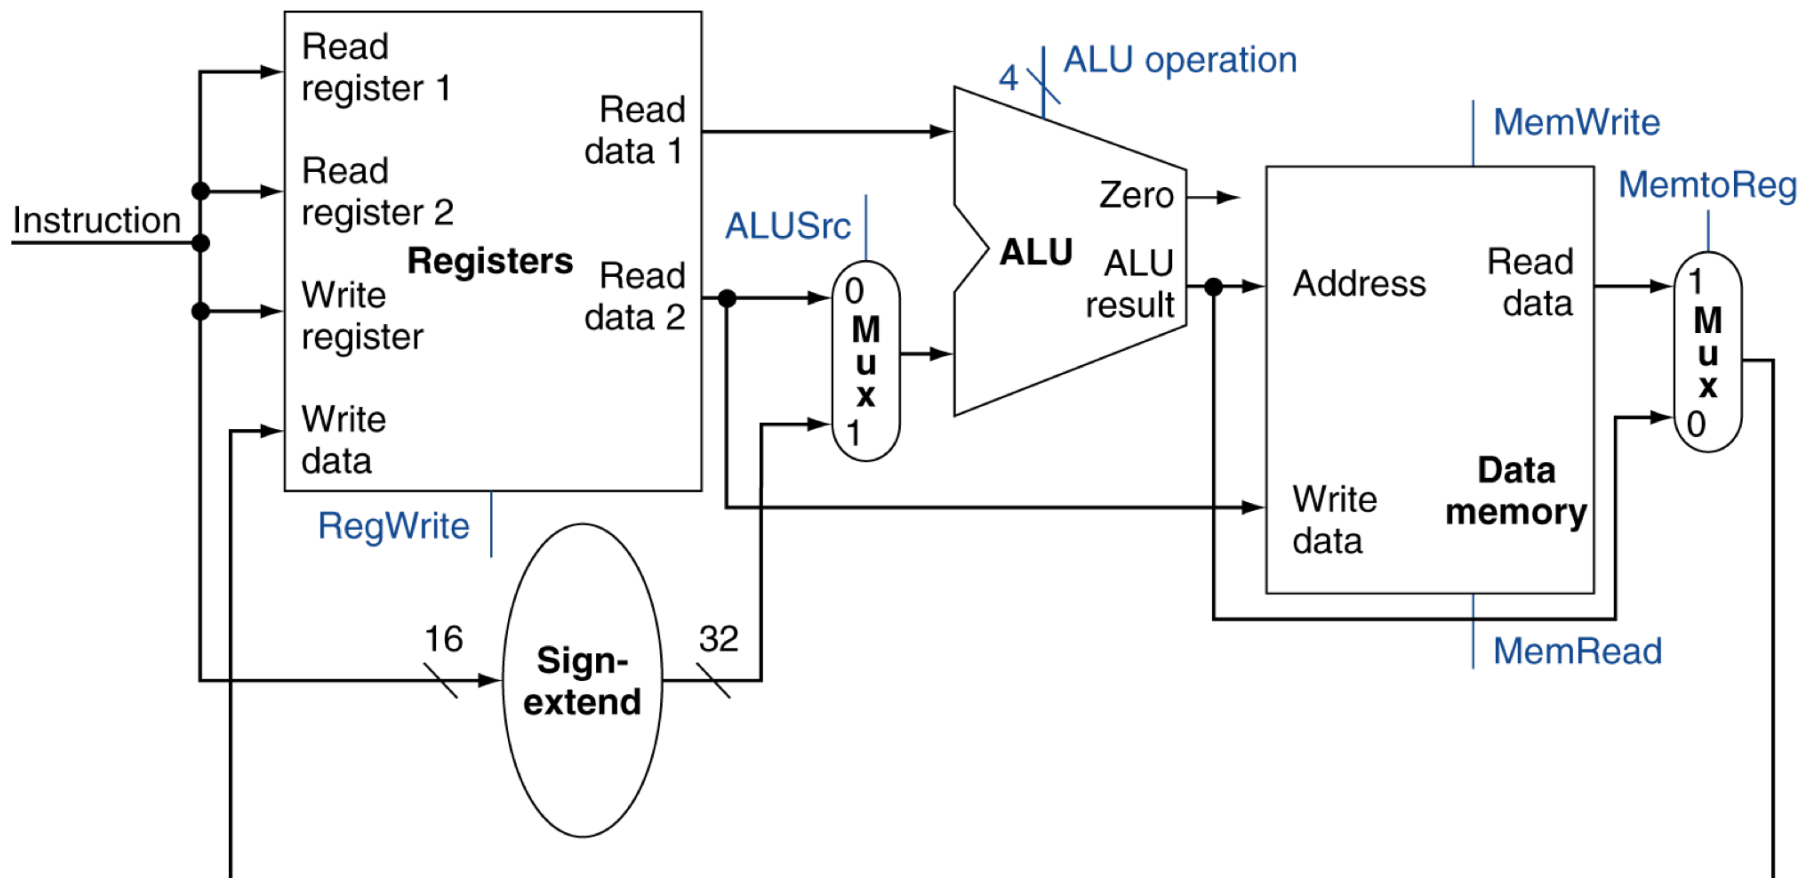 Instruction
Read
register 1
Read
register 2
Write
register
Write
data
Registers
Read
data 1
Read
data 2
RegWrite
16
Sign-
extend
32
ALUSrc
0
M
u
x
1
4
ALU operation
Zero
ALU
ALU
result
MemWrite
Address
Read
data
Write
data
Data
memory
MemRead
MemtoReg
1
M
u
x
0